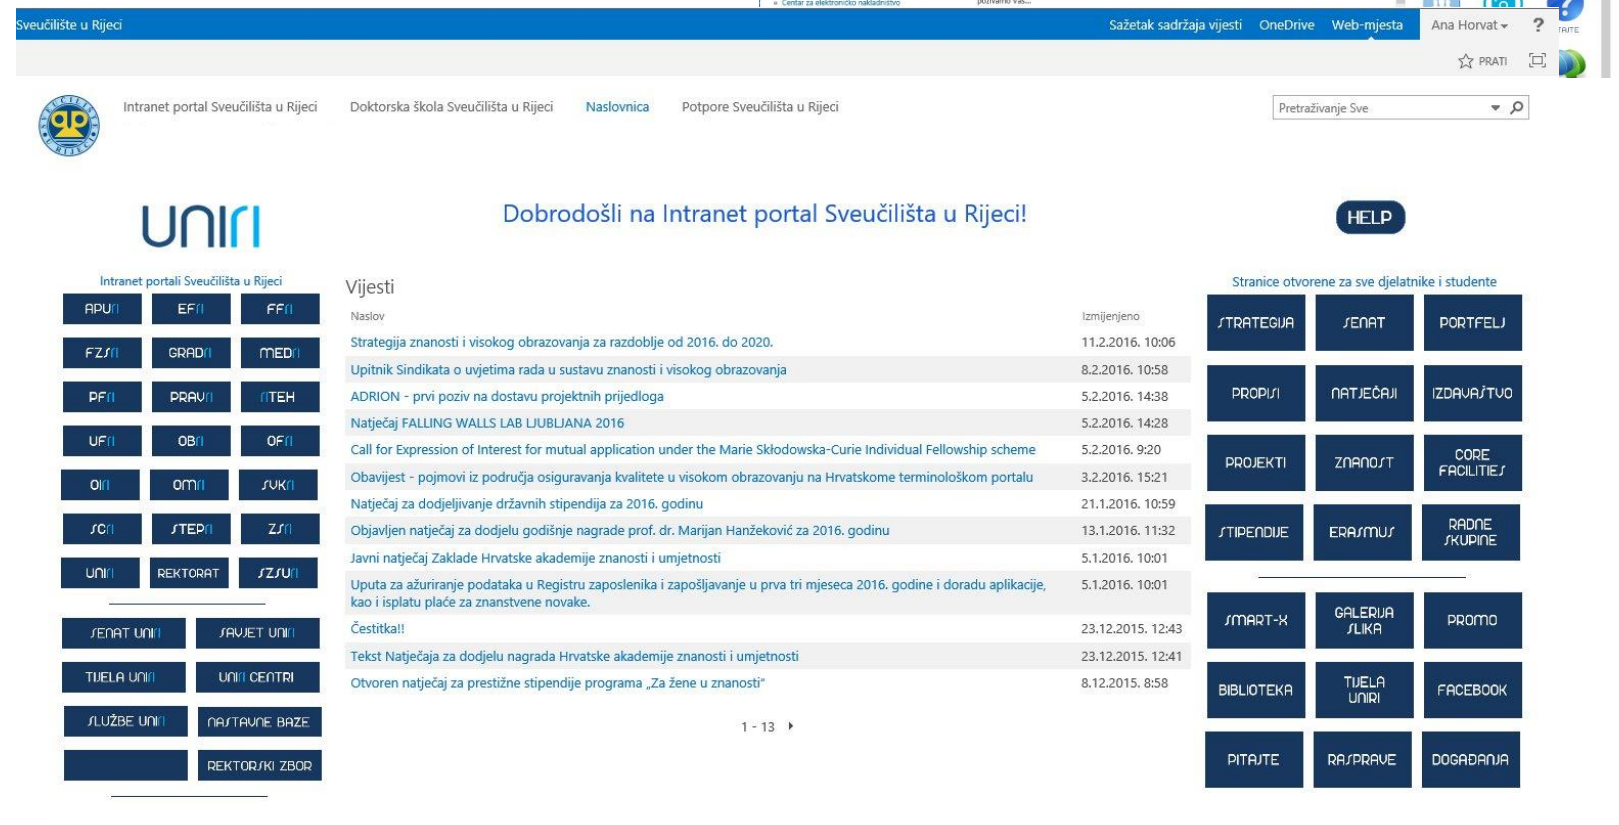 Centar za elektroničko nakladništvo
pozivamo Vas...
Sveučilište u Rijeci
Sažetak sadržaja vijesti OneDrive Web-mjesta Ana Horvat ?
PRATI
Intranet portal Sveučilišta u Rijeci Doktorska škola Sveučilišta u Rijeci Naslovnica Potpore Sveučilišta u Rijeci
Pretraživanje Sve
SVEUČILIŠTE U RIJECI
UNIRI
Dobrodošli na Intranet portal Sveučilišta u Rijeci!
HELP
Intranet portali Sveučilišta u Rijeci
APURI EFRI FFRI
FZSRI GRADRI MEDRI
PFRI PRAVRI RITEH
UFRI OBRI OFRI
OIRI OMRI SVKRI
SCRI STEPRI ZSRI
UNIRI REKTORAT SZSURI
SENAT UNIRI SAVJET UNIRI
TIJELA UNIRI UNIRI CENTRI
SLUŽBE UNIRI NASTAVNE BAZE
REKTORSKI ZBOR
Vijesti
Naslov Izmijenjeno
Strategija znanosti i visokog obrazovanja za razdoblje od 2016. do 2020. 11.2.2016. 10:06
Upitnik Sindikata o uvjetima rada u sustavu znanosti i visokog obrazovanja 8.2.2016. 10:58
ADRION - prvi poziv na dostavu projektnih prijedloga 5.2.2016. 14:38
Natječaj FALLING WALLS LAB LJUBLJANA 2016 5.2.2016. 14:28
Call for Expression of Interest for mutual application under the Marie Skłodowska-Curie Individual Fellowship scheme 5.2.2016. 9:20
Obavijest - pojmovi iz područja osiguravanja kvalitete u visokom obrazovanju na Hrvatskome terminološkom portalu 3.2.2016. 15:21
Natječaj za dodjeljivanje državnih stipendija za 2016. godinu 21.1.2016. 10:59
Objavljen natječaj za dodjelu godišnje nagrade prof. dr. Marijan Hanžeković za 2016. godinu 13.1.2016. 11:32
Javni natječaj Zaklade Hrvatske akademije znanosti i umjetnosti 5.1.2016. 10:01
Uputa za ažuriranje podataka u Registru zaposlenika i zapošljavanje u prva tri mjeseca 2016. godine i doradu aplikacije, 5.1.2016. 10:01
kao i isplatu plaće za znanstvene novake.
Čestitka!! 23.12.2015. 12:43
Tekst Natječaja za dodjelu nagrada Hrvatske akademije znanosti i umjetnosti 23.12.2015. 12:41
Otvoren natječaj za prestižne stipendije programa „Za žene u znanosti“ 8.12.2015. 8:58
1 - 13
Stranice otvorene za sve djelatnike i studente
STRATEGIJA SENAT PORTFELJ
PROPISI NATJEČAJI IZDAVAŠTVO
PROJEKTI ZNANOST CORE
FACILITIES
STIPENDIJE ERASMUS RADNE
SKUPINE
SMART-X GALERIJA
SLIKA PROMO
BIBLIOTEKA TIJELA
UNIRI FACEBOOK
PITAJTE RASPRAVE DOGAĐANJA